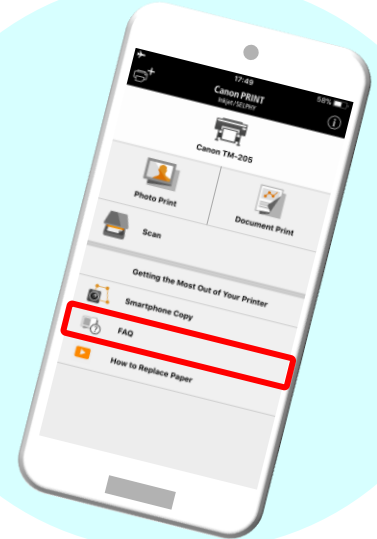 17:49
58%
Canon PRINT
Inkjet/SELPHY
Canon TM-205
Photo Print
Document Print
Scan
Getting the Most Out of Your Printer
Smartphone Copy
FAQ
How to Replace Paper